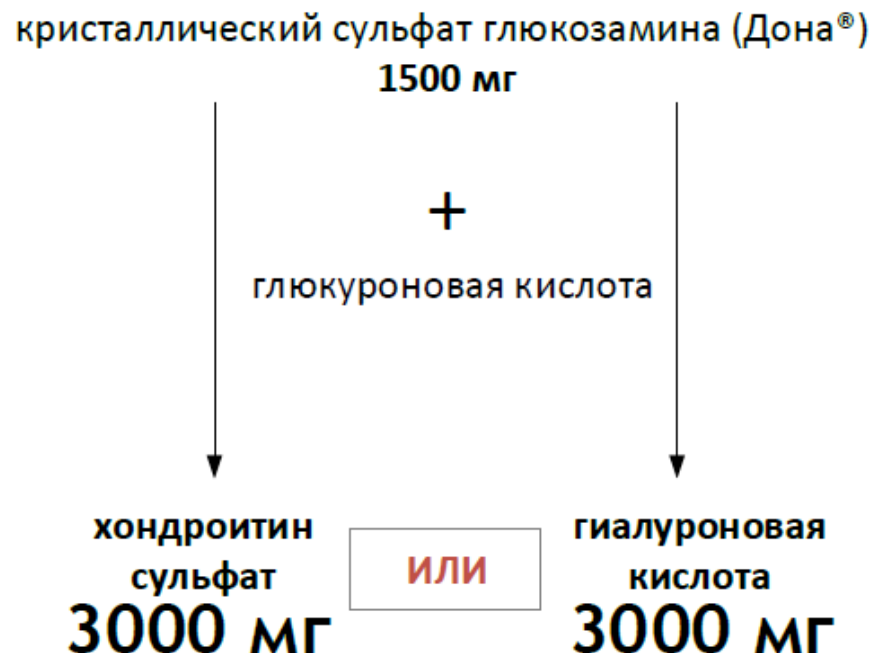 кристаллический сульфат глюкозамина (Дона®)
1500 мг
+
глюкуроновая кислота
хондроитин
сульфат
3000 мг
ИЛИ
гиалуроновая
кислота
3000 мг